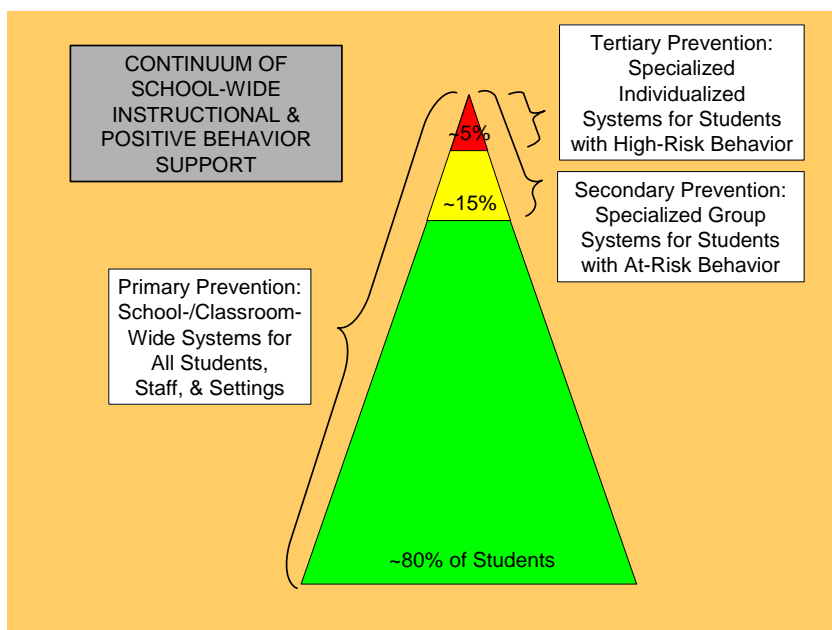 CONTINUUM OF
SCHOOL-WIDE
INSTRUCTIONAL &
POSITIVE BEHAVIOR
SUPPORT
Tertiary Prevention:
Specialized
Individualized
Systems for Students
with High-Risk Behavior
~5%
~15%
Secondary Prevention:
Specialized Group
Systems for Students
with At-Risk Behavior
Primary Prevention:
School-/Classroom-
Wide Systems for
All Students,
Staff, & Settings
~80% of Students